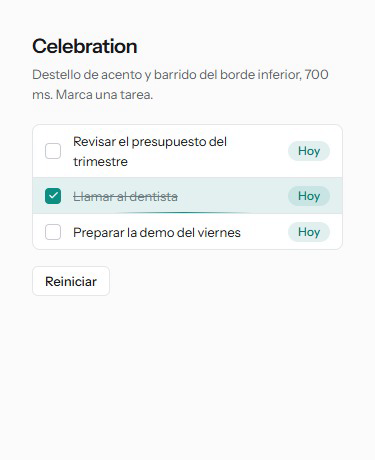 Celebration
Destello de acento y barrido del borde inferior, 700
ms. Marca una tarea.
Revisar el presupuesto del
trimestre
Hoy
Llamar al dentista
Hoy
Preparar la demo del viernes
Hoy
Reiniciar